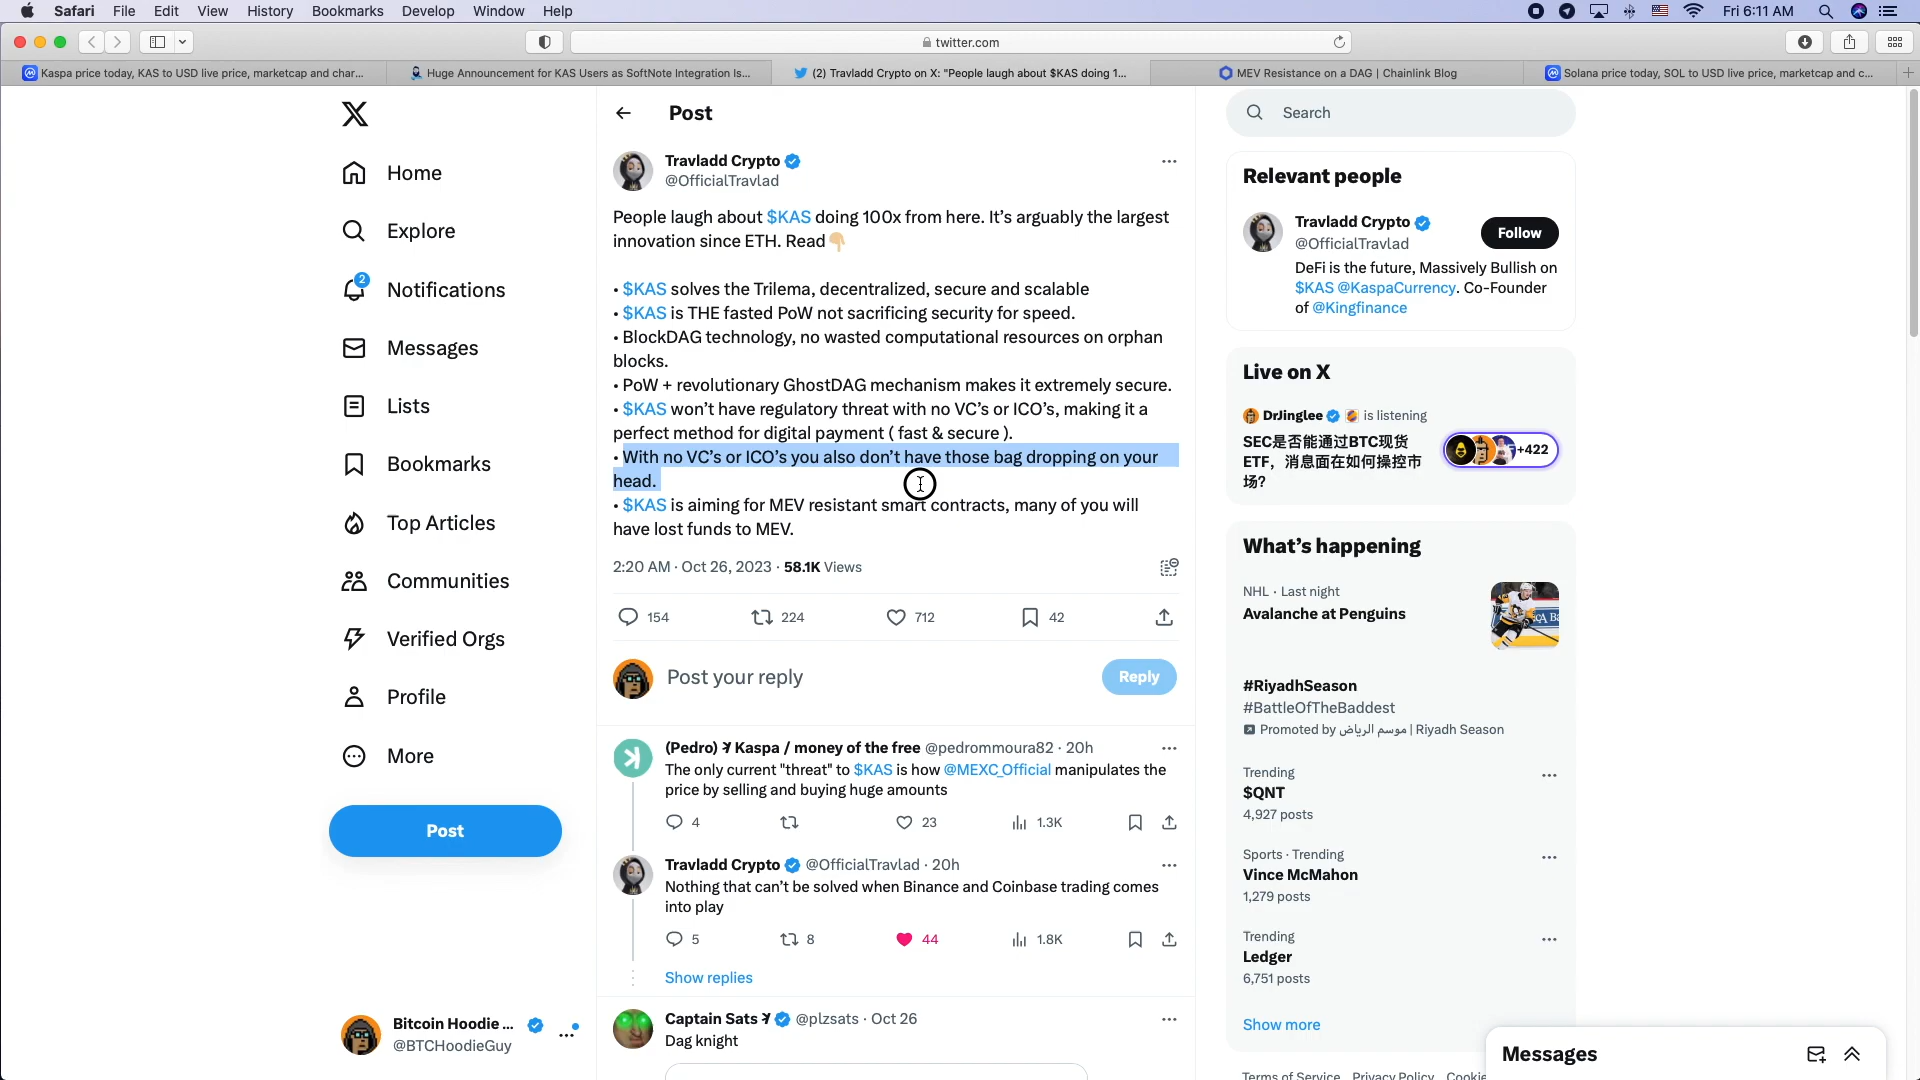 Safari File Edit View History Bookmarks Develop Window Help
Fri 6:11 AM
twitter.com
Kaspa price today, KAS to USD live price, marketcap and char...
Huge Announcement for KAS Users as SoftNote Integration Is...
(2) Travladd Crypto on X: "People laugh about $KAS doing 1...
MEV Resistance on a DAG | Chainlink Blog
Solana price today, SOL to USD live price, marketcap and c...
Home
Explore
2
Notifications
Messages
Lists
Bookmarks
Top Articles
Communities
Verified Orgs
Profile
More
Post
Bitcoin Hoodie ...
@BTCHoodieGuy
Post
Travladd Crypto
@OfficialTravlad
People laugh about $KAS doing 100x from here. It’s arguably the largest
innovation since ETH. Read👇🏼
• $KAS solves the Trilema, decentralized, secure and scalable
• $KAS is THE fasted PoW not sacrificing security for speed.
• BlockDAG technology, no wasted computational resources on orphan
blocks.
• PoW + revolutionary GhostDAG mechanism makes it extremely secure.
• $KAS won’t have regulatory threat with no VC’s or ICO’s, making it a
perfect method for digital payment ( fast & secure ).
• With no VC’s or ICO’s you also don’t have those bag dropping on your
head.
• $KAS is aiming for MEV resistant smart contracts, many of you will
have lost funds to MEV.
2:20 AM · Oct 26, 2023 · 58.1K Views
154 224 712 42
Post your reply
Reply
(Pedro) 𐤊 Kaspa / money of the free @pedrommoura82 · 20h
The only current "threat" to $KAS is how @MEXC_Official manipulates the
price by selling and buying huge amounts
4 23 1.3K
Travladd Crypto @OfficialTravlad · 20h
Nothing that can’t be solved when Binance and Coinbase trading comes
into play
5 8 44 1.8K
Show replies
Captain Sats 𐤊 @plzsats · Oct 26
Dag knight
Search
Relevant people
Travladd Crypto
@OfficialTravlad
Follow
DeFi is the future, Massively Bullish on
$KAS @KaspaCurrency. Co-Founder
of @Kingfinance
Live on X
DrJinglee is listening
SEC是否能通过BTC现货
ETF，消息面在如何操控市
场？
+422
What’s happening
NHL · Last night
Avalanche at Penguins
#RiyadhSeason
#BattleOfTheBaddest
Promoted by موسم الرياض | Riyadh Season
Trending
$QNT
4,927 posts
Sports · Trending
Vince McMahon
1,279 posts
Trending
Ledger
6,751 posts
Show more
Messages
Terms of Service Privacy Policy Cookie